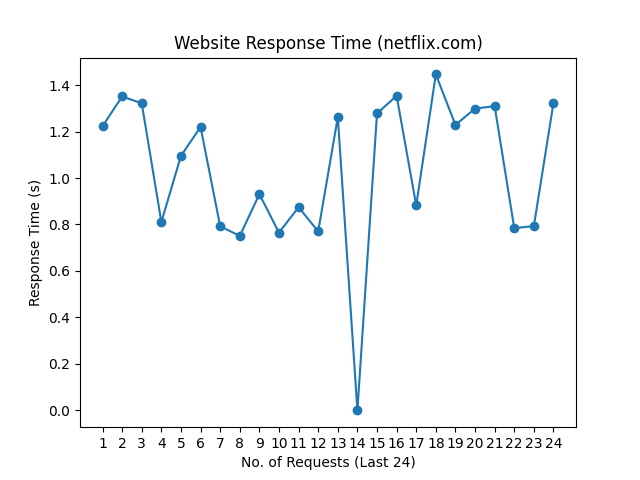 Website Response Time (netflix.com)
Response Time (s)
1.4
1.2
1.0
0.8
0.6
0.4
0.2
0.0
1 2 3 4 5 6 7 8 9 10 11 12 13 14 15 16 17 18 19 20 21 22 23 24
No. of Requests (Last 24)